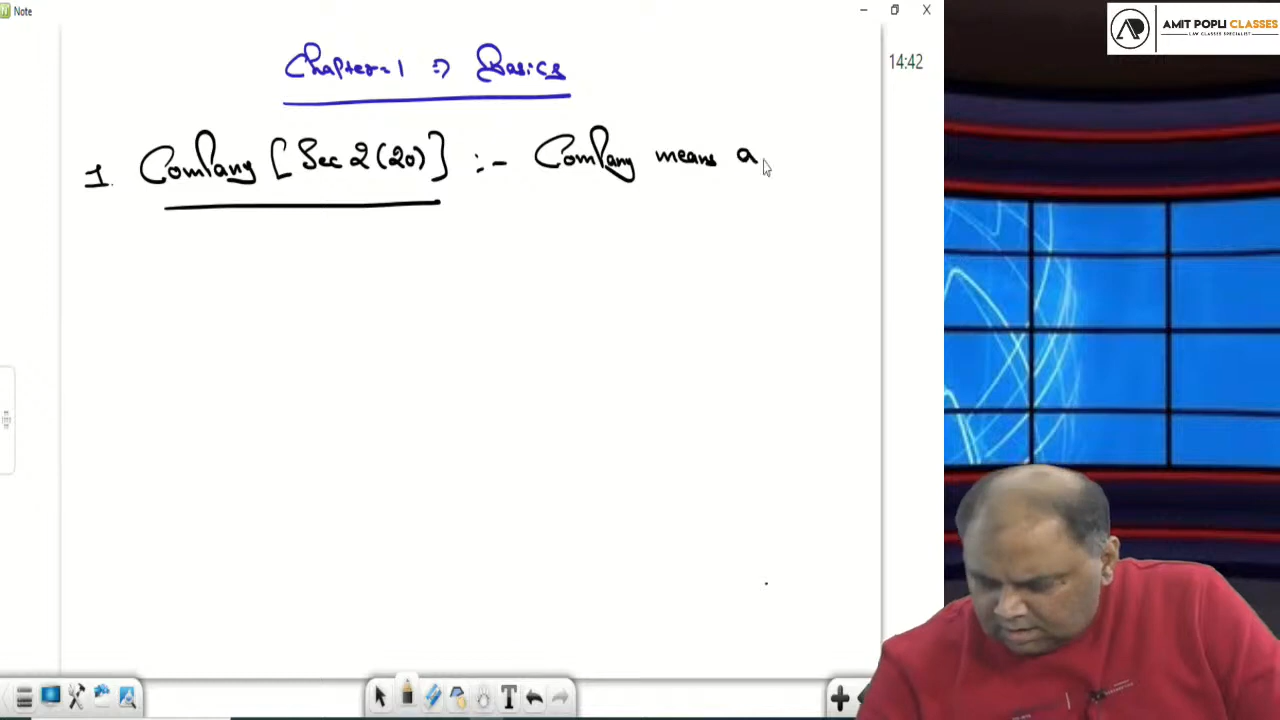 Note
AMIT POPLI CLASSES
LAW CLASSES SPECIALIST
14:42
Chapter-1 => Basics
1. Company [Sec 2(20)] :- Company means a